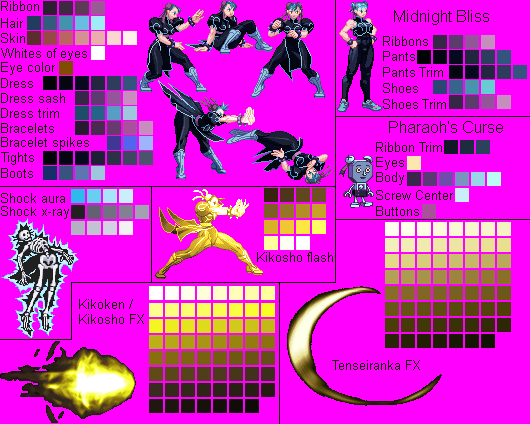 Ribbon
Hair
Skin
Whites of eyes
Eye color
Dress
Dress sash
Dress trim
Bracelets
Bracelet spikes
Tights
Boots
Midnight Bliss
Ribbons
Pants
Pants Trim
Shoes
Shoes Trim
Pharaoh's Curse
Ribbon Trim
Eyes
Body
Screw Center
Buttons
Shock aura
Shock x-ray
Kikosho flash
Kikoken /
Kikosho FX
Tenseiranka FX